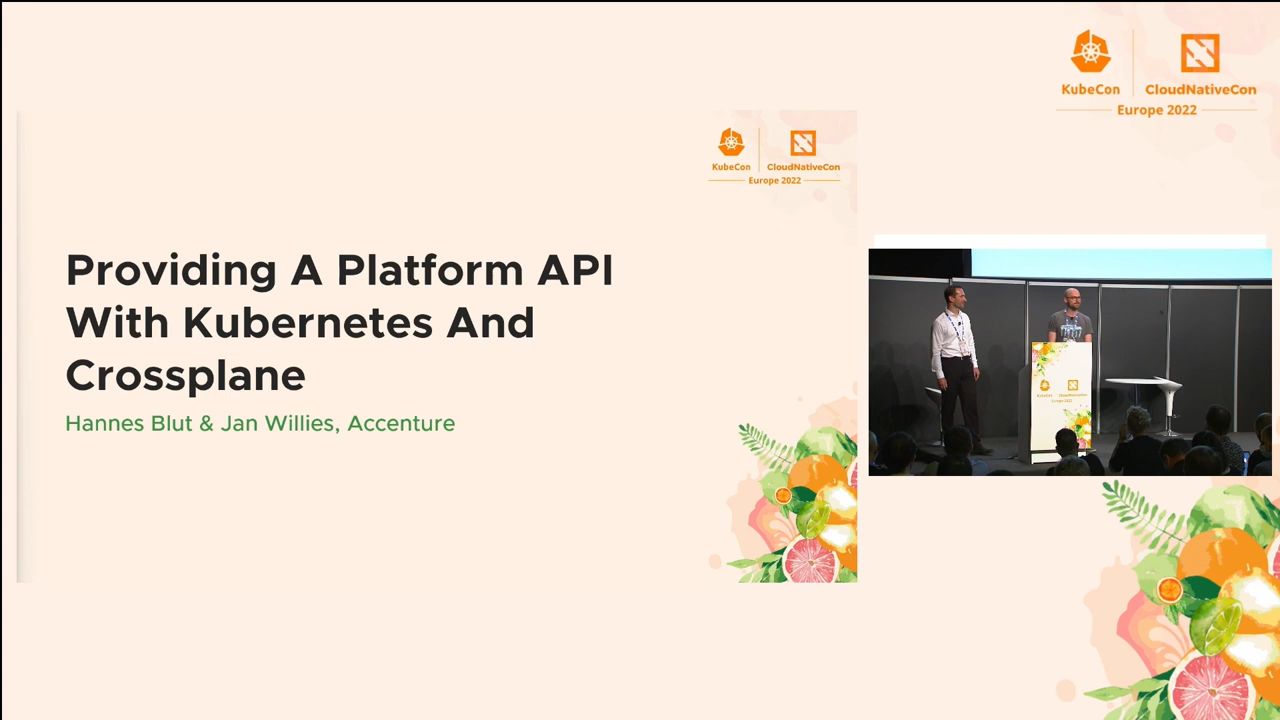 KubeCon
CloudNativeCon
Europe 2022
KubeCon
CloudNativeCon
Europe 2022
Providing A Platform API
With Kubernetes And
Crossplane
Hannes Blut & Jan Willies, Accenture